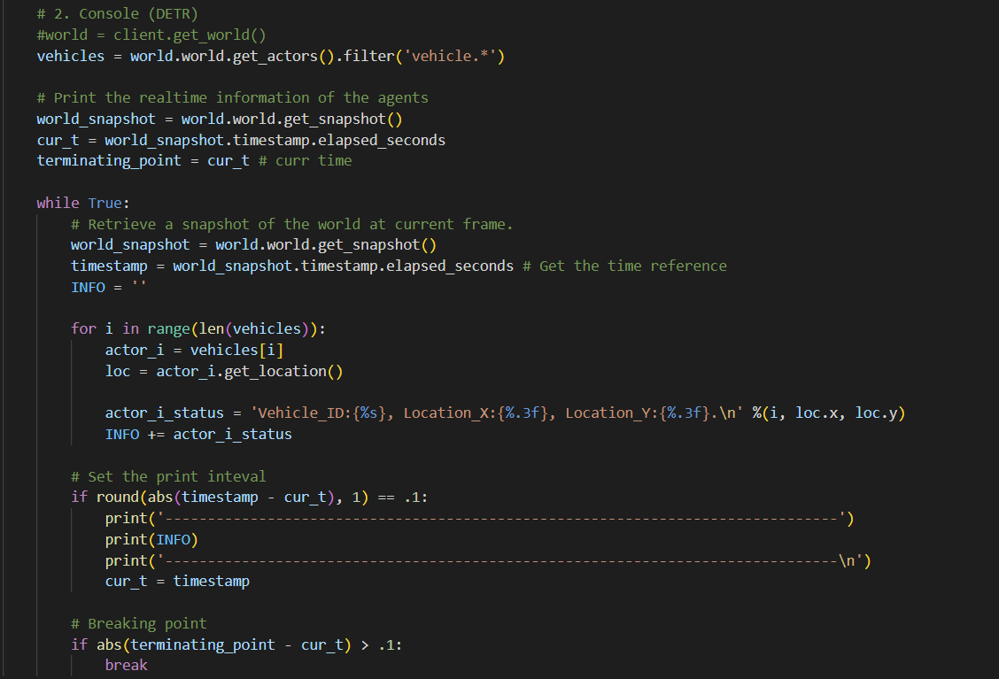 # 2. Console (DETR)
#world = client.get_world()
vehicles = world.world.get_actors().filter('vehicle.*')
# Print the realtime information of the agents
world_snapshot = world.world.get_snapshot()
cur_t = world_snapshot.timestamp.elapsed_seconds
terminating_point = cur_t # curr time
while True:
# Retrieve a snapshot of the world at current frame.
world_snapshot = world.world.get_snapshot()
timestamp = world_snapshot.timestamp.elapsed_seconds # Get the time reference
INFO = ''
for i in range(len(vehicles)):
actor_i = vehicles[i]
loc = actor_i.get_location()
actor_i_status = 'Vehicle_ID:{%s}, Location_X:{%.3f}, Location_Y:{%.3f}.\n' %(i, loc.x, loc.y)
INFO += actor_i_status
# Set the print inteval
if round(abs(timestamp - cur_t), 1) == .1:
print('-------------------------------------------------------------------------------')
print(INFO)
print('-------------------------------------------------------------------------------\n')
cur_t = timestamp
# Breaking point
if abs(terminating_point - cur_t) > .1:
break